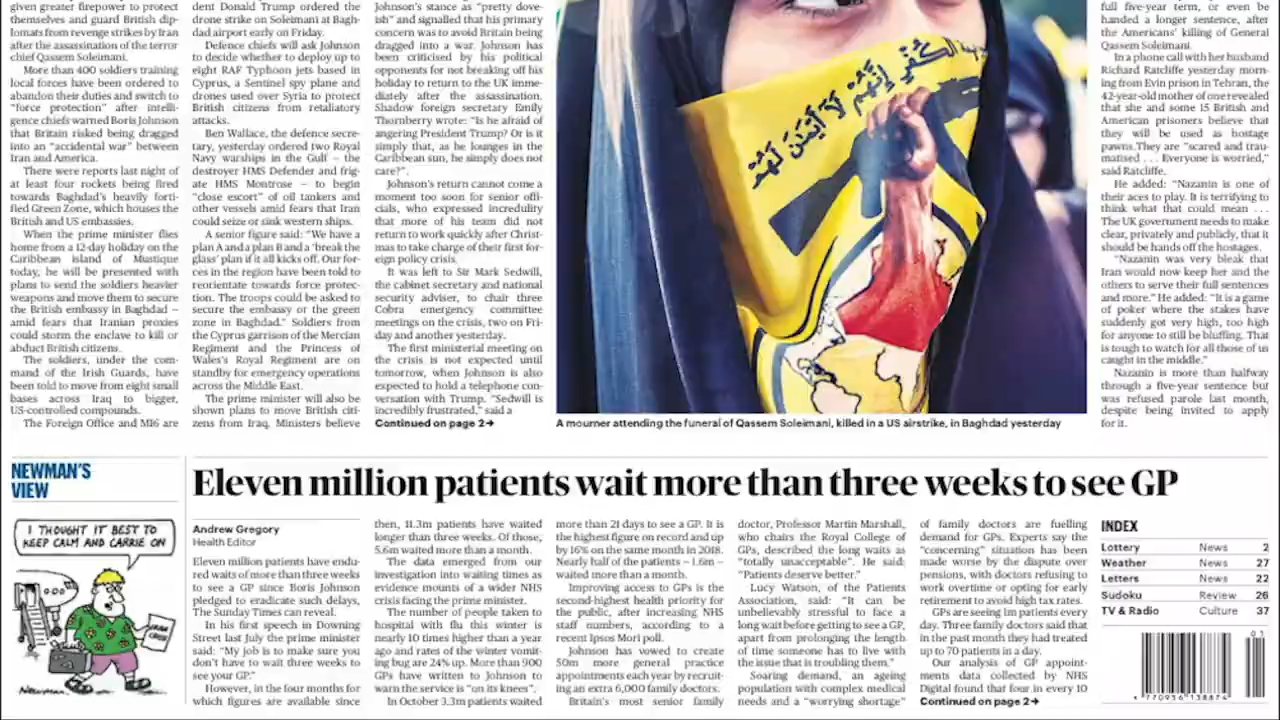 given greater firepower to protect
themselves and guard British dip-
lomats from revenge strikes by Iran
after the assassination of the terror
chief Qassem Soleimani.
More than 400 soldiers training
local forces have been ordered to
abandon their duties and switch to
“force protection” after intelli-
gence chiefs warned Boris Johnson
that Britain risked being dragged
into an “accidental war” between
Iran and America.
There were reports last night of
at least four rockets being fired
towards Baghdad’s heavily forti-
fied Green Zone, which houses the
British and US embassies.
When the prime minister flies
home from a 12-day holiday on the
Caribbean island of Mustique
today, he will be presented with
plans to send the soldiers heavier
weapons and move them to secure
the British embassy in Baghdad –
amid fears that Iranian proxies
could storm the enclave to kill or
abduct British citizens.
The soldiers, under the com-
mand of the Irish Guards, have
been told to move from eight small
bases across Iraq to bigger,
US-controlled compounds.
The Foreign Office and MI6 are
dent Donald Trump ordered the
drone strike on Soleimani at Bagh-
dad airport early on Friday.
Defence chiefs will ask Johnson
to decide whether to deploy up to
eight RAF Typhoon jets based in
Cyprus, a Sentinel spy plane and
drones used over Syria to protect
British citizens from retaliatory
attacks.
Ben Wallace, the defence secre-
tary, yesterday ordered two Royal
Navy warships in the Gulf – the
destroyer HMS Defender and frig-
ate HMS Montrose – to begin
“close escort” of oil tankers and
other vessels amid fears that Iran
could seize or sink western ships.
A senior figure said: “We have a
plan A and a plan B and a ‘break the
glass’ plan if it all kicks off. Our for-
ces in the region have been told to
reorientate towards force protec-
tion. The troops could be asked to
secure the embassy or the green
zone in Baghdad.” Soldiers from
the Cyprus garrison of the Mercian
Regiment and the Princess of
Wales’s Royal Regiment are on
standby for emergency operations
across the Middle East.
The prime minister will also be
shown plans to move British citi-
zens from Iraq. Ministers believe
Johnson’s stance as “pretty dove-
ish” and signalled that his primary
concern was to avoid Britain being
dragged into a war. Johnson has
been criticised by his political
opponents for not breaking off his
holiday to return to the UK imme-
diately after the assassination.
Shadow foreign secretary Emily
Thornberry wrote: “Is he afraid of
angering President Trump? Or is it
simply that, as he lounges in the
Caribbean sun, he simply does not
care?”.
Johnson’s return cannot come a
moment too soon for senior offi-
cials, who expressed incredulity
that more of his team did not
return to work quickly after Christ-
mas to take charge of their first for-
eign policy crisis.
It was left to Sir Mark Sedwill,
the cabinet secretary and national
security adviser, to chair three
Cobra emergency committee
meetings on the crisis, two on Fri-
day and another yesterday.
The first ministerial meeting on
the crisis is not expected until
tomorrow, when Johnson is also
expected to hold a telephone con-
versation with Trump. “Sedwill is
incredibly frustrated,” said a
Continued on page 2→
الكفر إنهم لا أيمن لهم
A mourner attending the funeral of Qassem Soleimani, killed in a US airstrike, in Baghdad yesterday
full five-year term, or even be
handed a longer sentence, after
the Americans’ killing of General
Qassem Soleimani.
In a phone call with her husband
Richard Ratcliffe yesterday morn-
ing from Evin prison in Tehran, the
42-year-old mother of one revealed
that she and some 15 British and
American prisoners believe that
they will be used as hostage
pawns. They are “scared and trau-
matised . . . Everyone is worried,”
said Ratcliffe.
He added: “Nazanin is one of
their aces to play. It is terrifying to
think what that could mean . . .
The UK government needs to make
clear, privately and publicly, that it
should be hands off the hostages.
“Nazanin was very bleak that
Iran would now keep her and the
others to serve their full sentences
and more.” He added: “It is a game
of poker where the stakes have
suddenly got very high, too high
for anyone to still be bluffing. That
is tough to watch for all those of us
caught in the middle.”
Nazanin is more than halfway
through a five-year sentence but
was refused parole last month,
despite being invited to apply
for it.
NEWMAN’S
VIEW
I THOUGHT IT BEST TO
KEEP CALM AND CARRIE ON
IRAN
CRISIS
Newman
Eleven million patients wait more than three weeks to see GP
Andrew Gregory
Health Editor
Eleven million patients have endu-
red waits of more than three weeks
to see a GP since Boris Johnson
pledged to eradicate such delays,
The Sunday Times can reveal.
In his first speech in Downing
Street last July the prime minister
said: “My job is to make sure you
don’t have to wait three weeks to
see your GP.”
However, in the four months for
which figures are available since
then, 11.3m patients have waited
longer than three weeks. Of those,
5.6m waited more than a month.
The data emerged from our
investigation into waiting times as
evidence mounts of a wider NHS
crisis facing the prime minister.
The number of people taken to
hospital with flu this winter is
nearly 10 times higher than a year
ago and rates of the winter vomit-
ing bug are 24% up. More than 900
GPs have written to Johnson to
warn the service is “on its knees”.
In October 3.3m patients waited
more than 21 days to see a GP. It is
the highest figure on record and up
by 16% on the same month in 2018.
Nearly half of the patients – 1.6m –
waited more than a month.
Improving access to GPs is the
second-highest health priority for
the public, after increasing NHS
staff numbers, according to a
recent Ipsos Mori poll.
Johnson has vowed to create
50m more general practice
appointments each year by recruit-
ing an extra 6,000 family doctors.
Britain’s most senior family
doctor, Professor Martin Marshall,
who chairs the Royal College of
GPs, described the long waits as
“totally unacceptable”. He said:
“Patients deserve better.”
Lucy Watson, of the Patients
Association, said: “It can be
unbelievably stressful to face a
long wait before getting to see a GP,
apart from prolonging the length
of time someone has to live with
the issue that is troubling them.”
Soaring demand, an ageing
population with complex medical
needs and a “worrying shortage”
of family doctors are fuelling
demand for GPs. Experts say the
“concerning” situation has been
made worse by the dispute over
pensions, with doctors refusing to
work overtime or opting for early
retirement to avoid high tax rates.
GPs are seeing 1m patients every
day. Three family doctors said that
in the past month they had treated
up to 70 patients in a day.
Our analysis of GP appoint-
ments data collected by NHS
Digital found that four in every 10
Continued on page 2→
INDEX
Lottery News 2
Weather News 27
Letters News 22
Sudoku Review 26
TV & Radio Culture 37
01
9 770956 138874